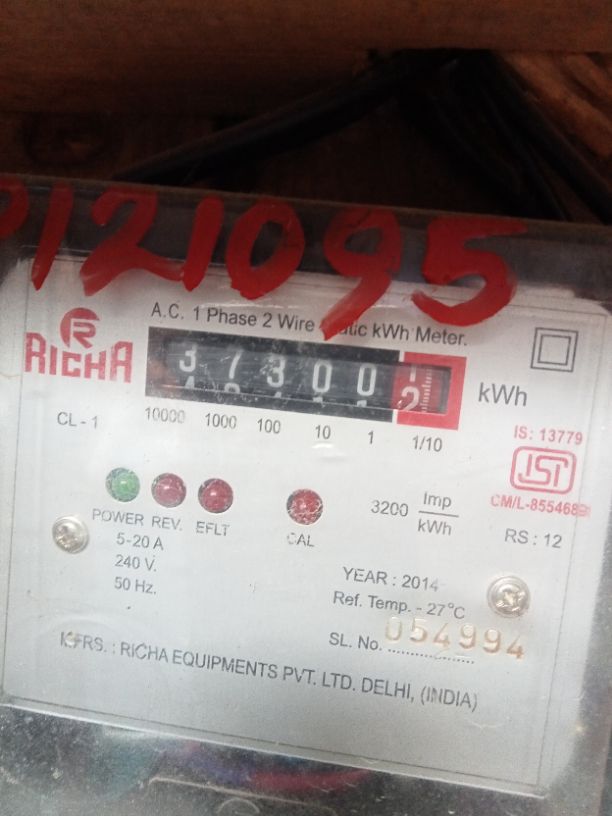 P121095
A.C. 1 Phase 2 Wire Static kWh Meter.
R
RICHA
37300 1
2
kWh
CL - 1
10000 1000 100 10 1 1/10
IS: 13779
ISI
CM/L-8554689
RS : 12
POWER REV. EFLT
CAL
3200 Imp
kWh
5-20 A
240 V.
50 Hz.
YEAR : 2014
Ref. Temp. - 27°C
SL. No. 054994
MFRS. : RICHA EQUIPMENTS PVT. LTD. DELHI, (INDIA)